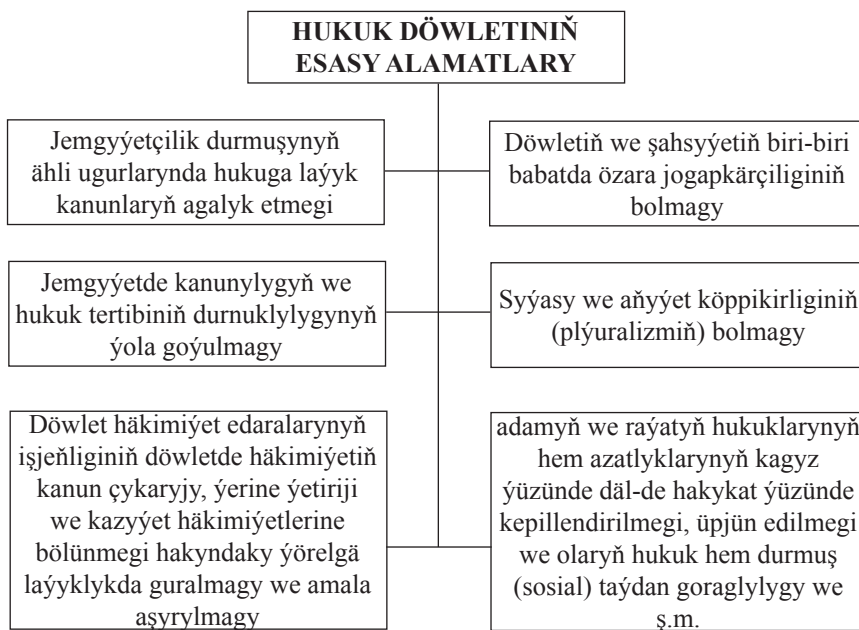 HUKUK DÖWLETINIŇ
ESASY ALAMATLARY
Jemgyýetçilik durmuşynyň
ähli ugurlarynda hukuga laýyk
kanunlaryň agalyk etmegi
Döwletiň we şahsyýetiň biri-biri
babatda özara jogapkärçiliginiň
bolmagy
Jemgyýetde kanunylygyň we
hukuk tertibiniň durnuklylygynyň
ýola goýulmagy
Syýasy we aňyýet köppikirliginiň
(plýuralizmiň) bolmagy
Döwlet häkimiýet edaralarynyň
işjeňliginiň döwletde häkimiýetiň
kanun çykaryjy, ýerine ýetiriji
we kazyýet häkimiýetlerine
bölünmegi hakyndaky ýörelgä
laýyklykda guralmagy we amala
aşyrylmagy
adamyň we raýatyň hukuklarynyň
hem azatlyklarynyň kagyz
ýüzünde däl-de hakykat ýüzünde
kepillendirilmegi, üpjün edilmegi
we olaryň hukuk hem durmuş
(sosial) taýdan goraglylygy we
ş.m.